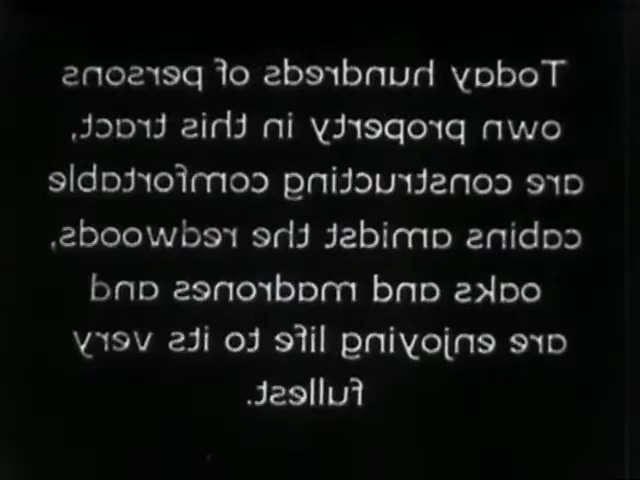 Today hundreds of persons
own property in this tract,
are constructing comfortable
cabins amidst the redwoods,
oaks and madrones and
are enjoying life to its very
fullest.